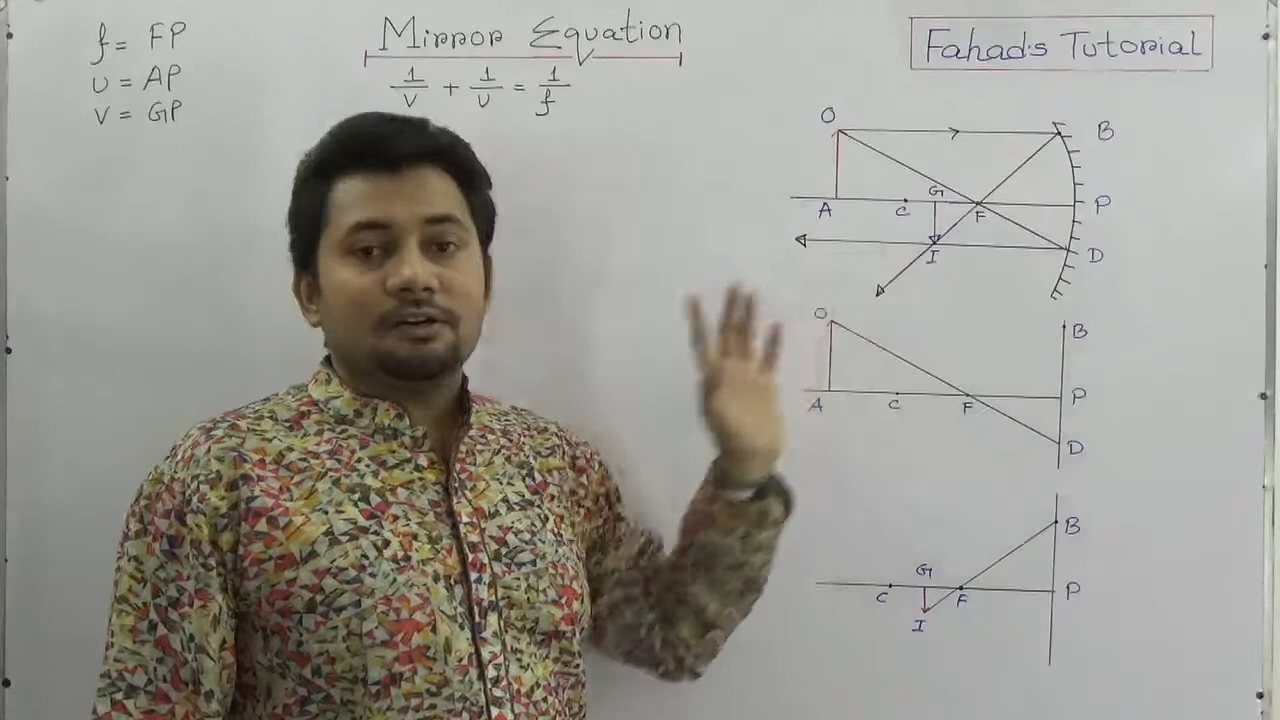 f = FP
u = AP
v = GP
Mirror Equation
1/v + 1/u = 1/f
Fahad's Tutorial
O
B
G
A
C
F
P
I
D
O
B
A
C
F
P
D
B
G
C
F
P
I